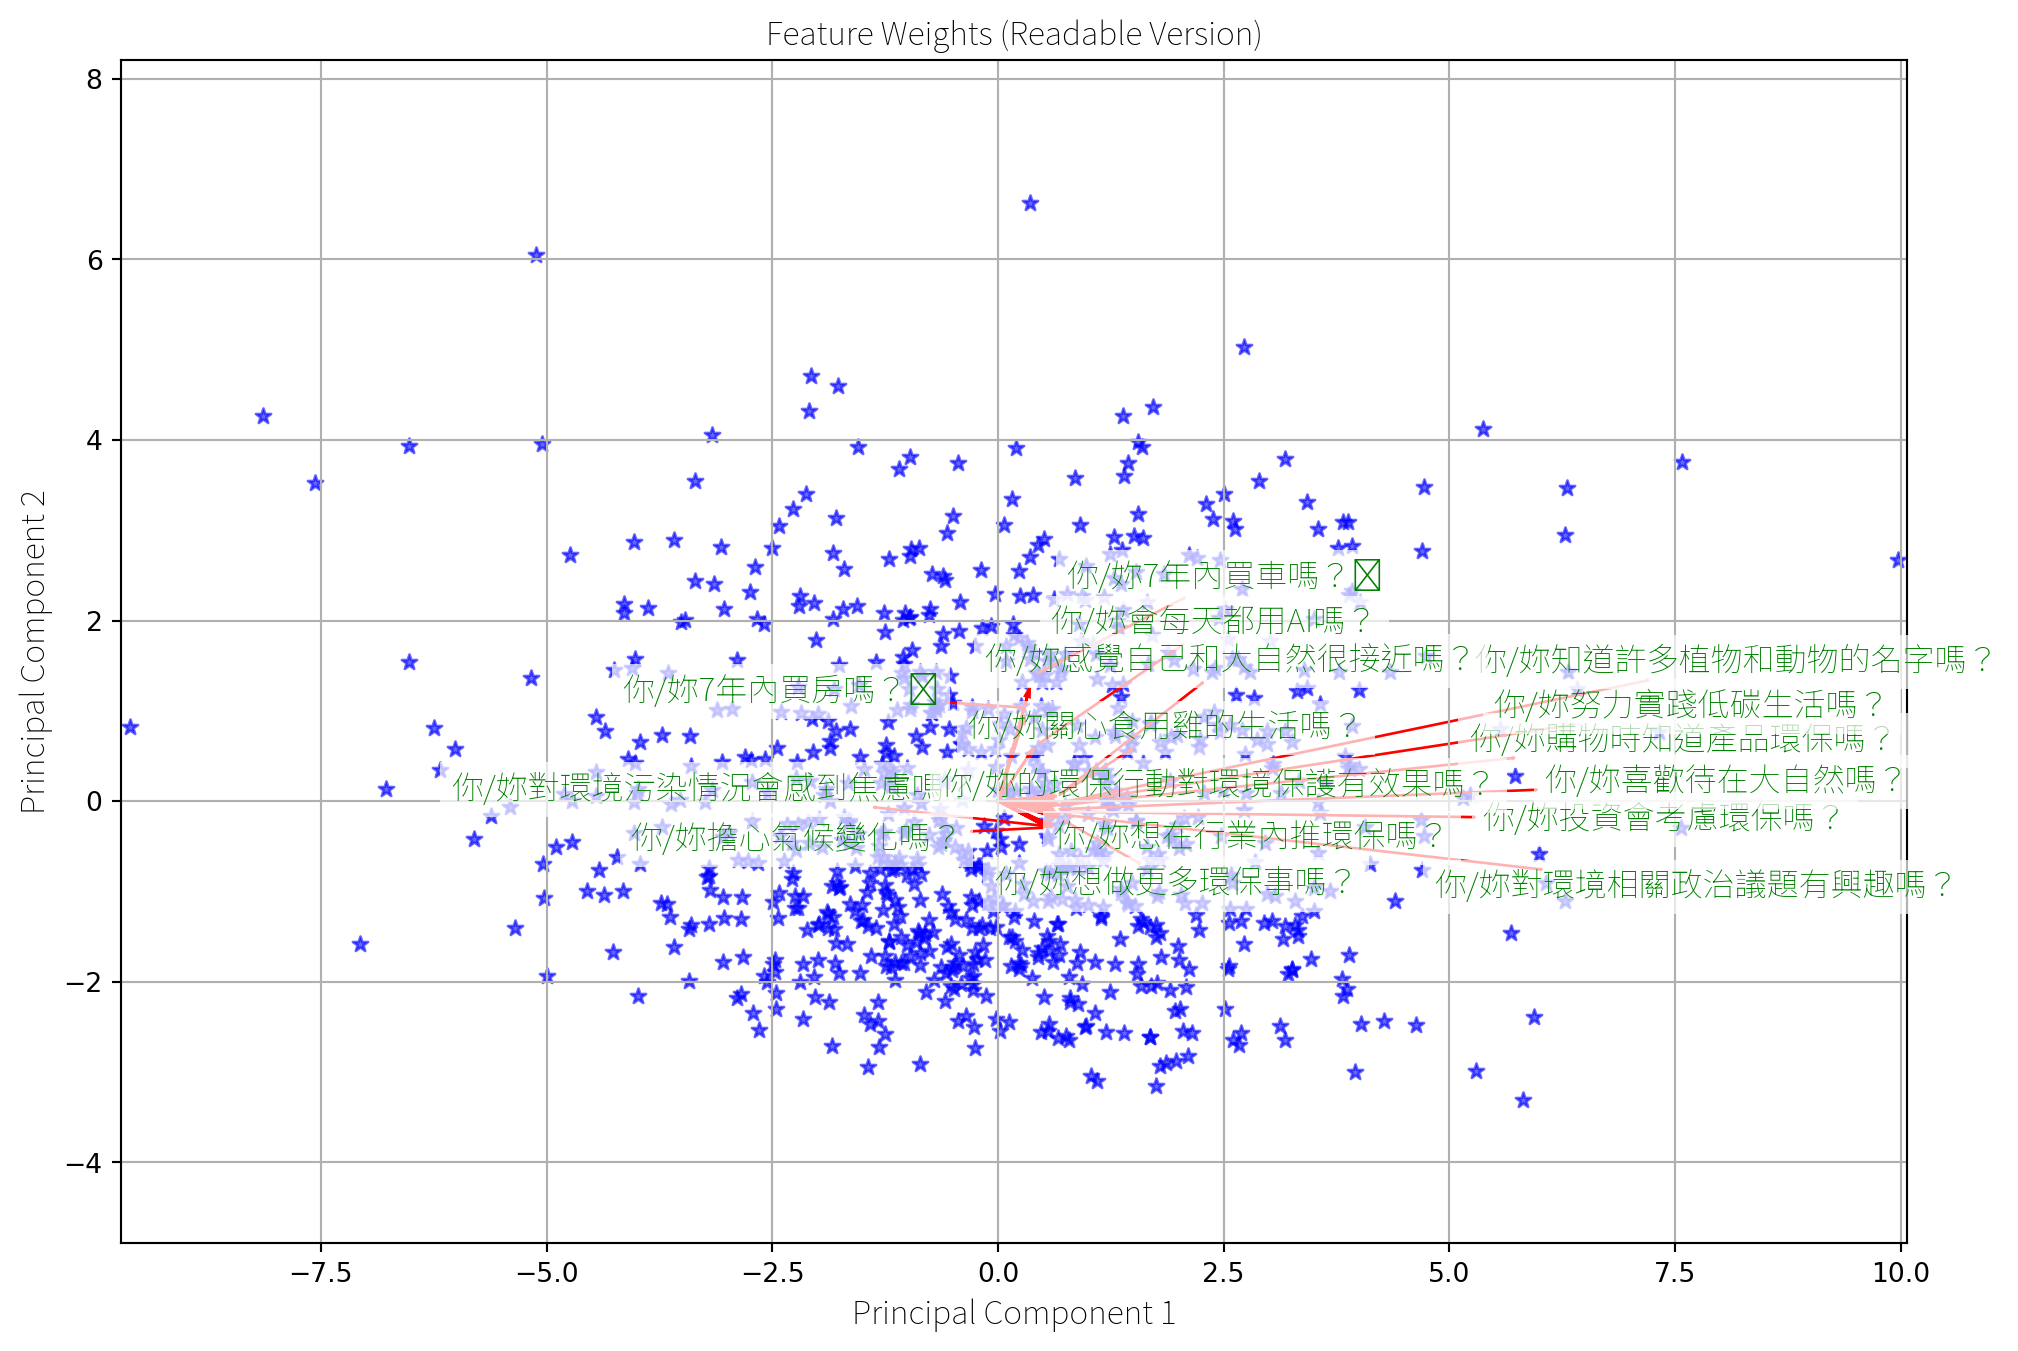 Feature Weights (Readable Version)
8
6
4
2
0
−2
−4
Principal Component 2
你/妳7年內買車嗎？
你/妳會每天都用AI嗎？
你/妳感覺自己和大自然很接近嗎？
你/妳知道許多植物和動物的名字嗎？
你/妳7年內買房嗎？
你/妳努力實踐低碳生活嗎？
你/妳關心食用雞的生活嗎？
你/妳購物時知道產品環保嗎？
你/妳對環境污染情況會感到焦慮嗎
你/妳的環保行動對環境保護有效果嗎？
你/妳喜歡待在大自然嗎？
你/妳投資會考慮環保嗎？
你/妳擔心氣候變化嗎？
你/妳想在行業內推環保嗎？
你/妳想做更多環保事嗎？
你/妳對環境相關政治議題有興趣嗎？
−7.5
−5.0
−2.5
0.0
2.5
5.0
7.5
10.0
Principal Component 1